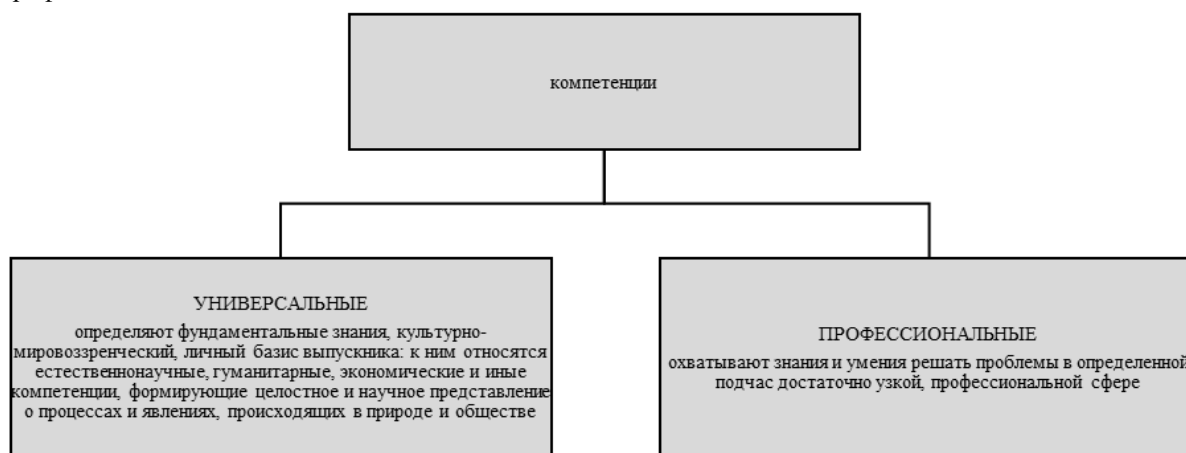 компетенции
УНИВЕРСАЛЬНЫЕ
определяют фундаментальные знания, культурно-
мировоззренческий, личный базис выпускника: к ним относятся
естественнонаучные, гуманитарные, экономические и иные
компетенции, формирующие целостное и научное представление
о процессах и явлениях, происходящих в природе и обществе
ПРОФЕССИОНАЛЬНЫЕ
охватывают знания и умения решать проблемы в определенной
подчас достаточно узкой, профессиональной сфере